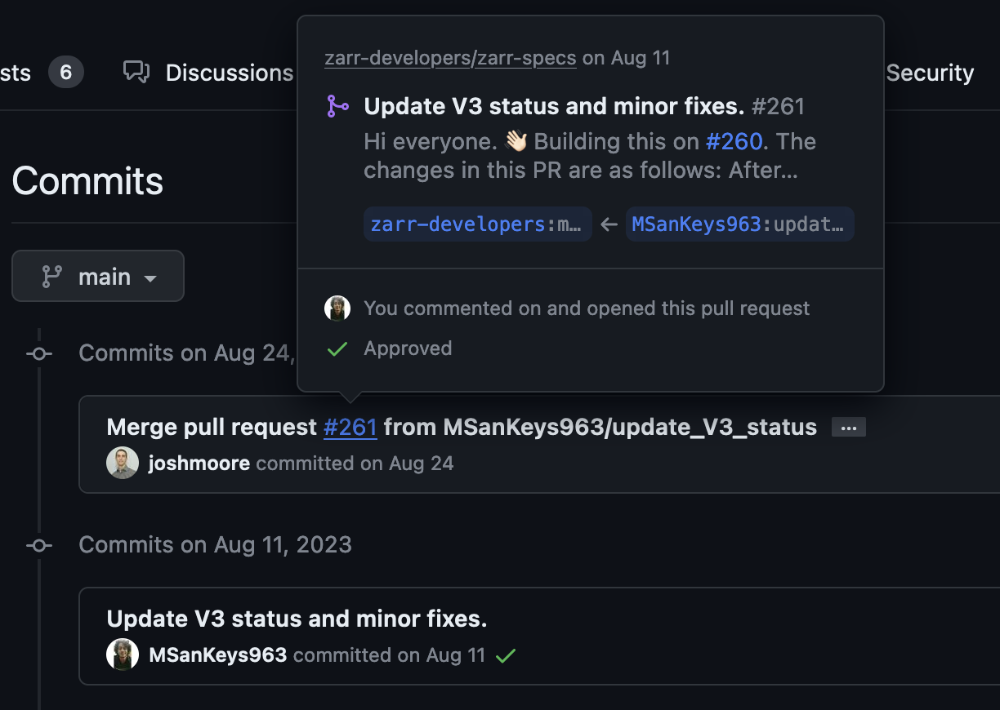 zarr-developers/zarr-specs on Aug 11
sts 6 Discussions Security
Update V3 status and minor fixes. #261
Hi everyone. 👋🏻 Building this on #260. The
changes in this PR are as follows: After…
zarr-developers:m… ← MSanKeys963:updat…
Commits
main
You commented on and opened this pull request
Approved
Commits on Aug 24,
Merge pull request #261 from MSanKeys963/update_V3_status …
joshmoore committed on Aug 24
Commits on Aug 11, 2023
Update V3 status and minor fixes.
MSanKeys963 committed on Aug 11